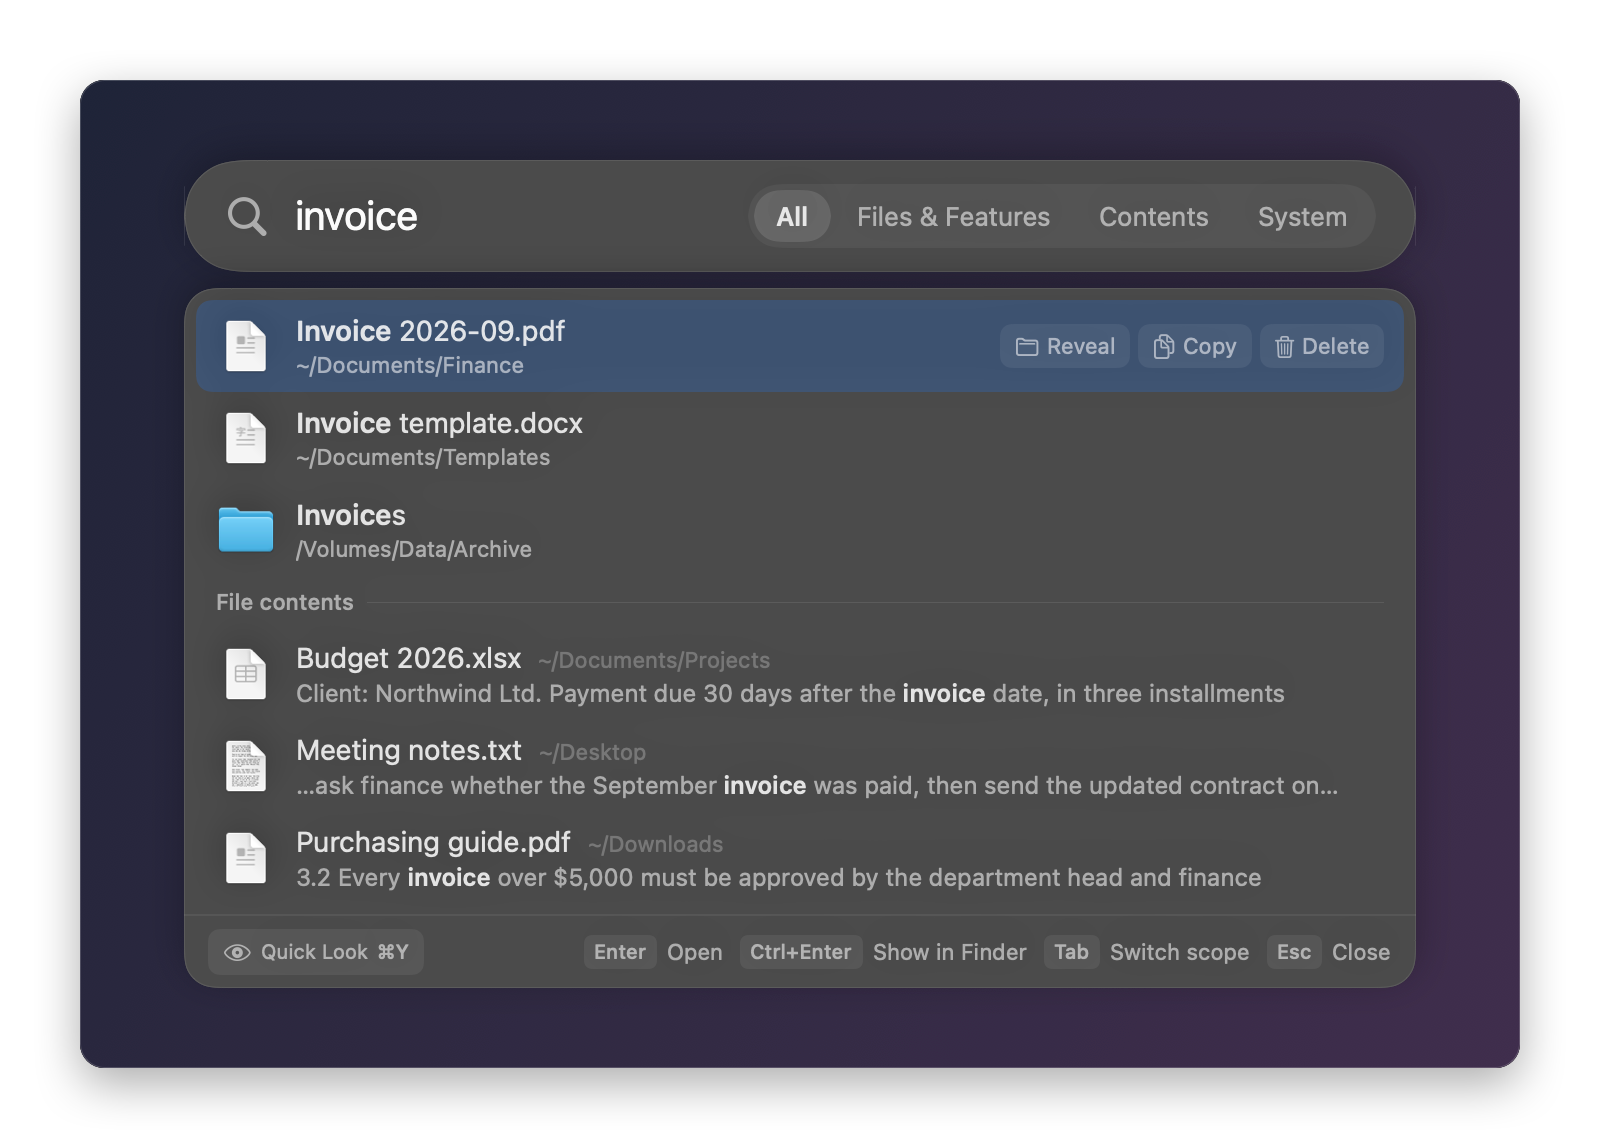 invoice
All Files & Features Contents System
Invoice 2026-09.pdf
~/Documents/Finance
Reveal Copy Delete
Invoice template.docx
~/Documents/Templates
Invoices
/Volumes/Data/Archive
File contents
Budget 2026.xlsx ~/Documents/Projects
Client: Northwind Ltd. Payment due 30 days after the invoice date, in three installments
Meeting notes.txt ~/Desktop
...ask finance whether the September invoice was paid, then send the updated contract on...
Purchasing guide.pdf ~/Downloads
3.2 Every invoice over $5,000 must be approved by the department head and finance
Quick Look ⌘Y Enter Open Ctrl+Enter Show in Finder Tab Switch scope Esc Close